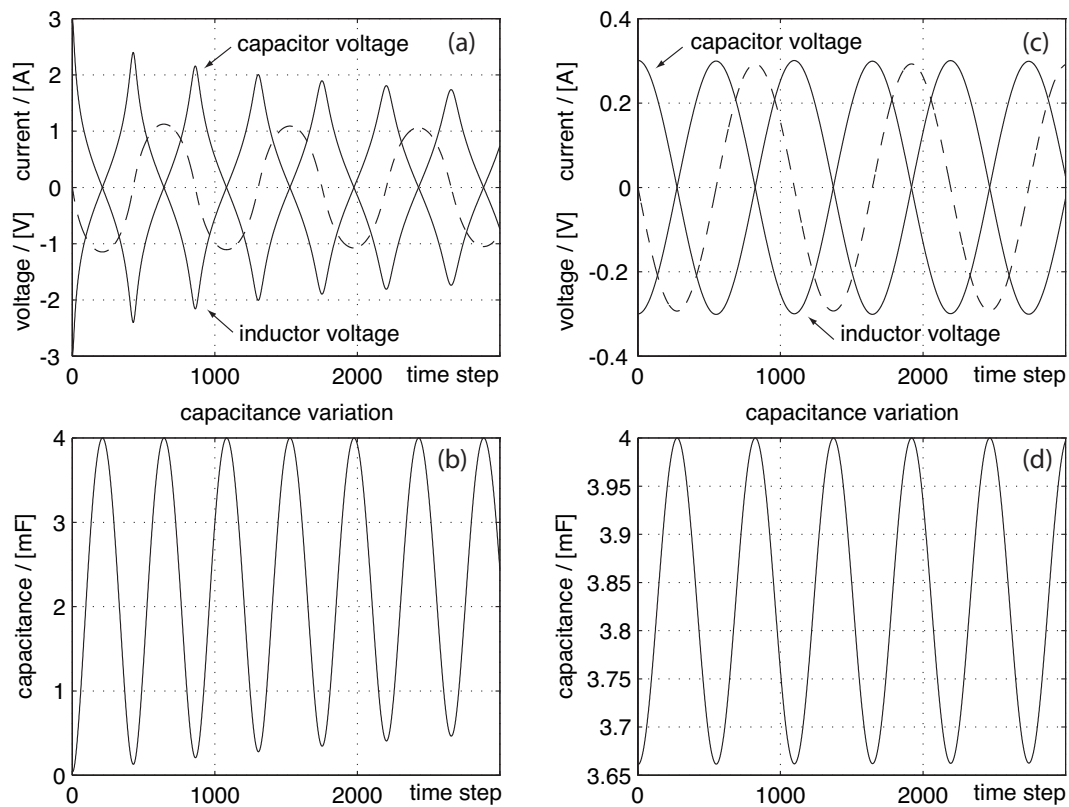 (a)
capacitor voltage
inductor voltage
voltage / [V] current / [A]
3
2
1
0
-1
-2
-3
0 1000 2000 time step
(c)
capacitor voltage
inductor voltage
voltage / [V] current / [A]
0.4
0.2
0
-0.2
-0.4
0 1000 2000 time step
capacitance variation
(b)
capacitance / [mF]
4
3
2
1
0
0 1000 2000 time step
capacitance variation
(d)
capacitance / [mF]
4
3.95
3.9
3.85
3.8
3.75
3.7
3.65
0 1000 2000 time step